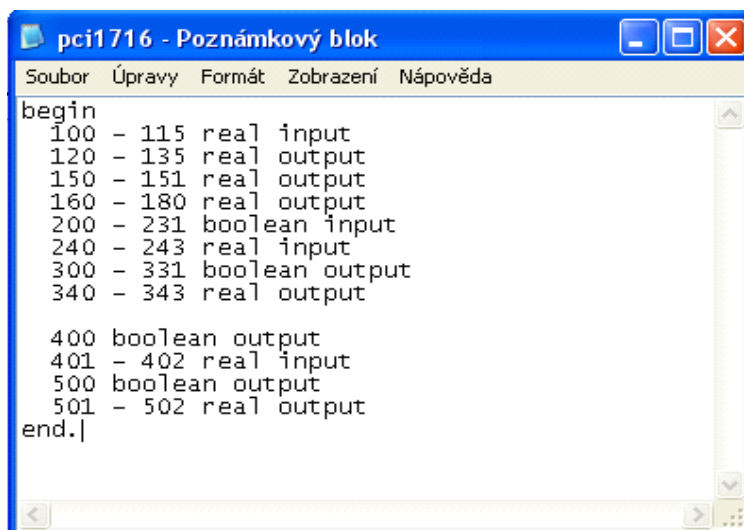 pci1716 - Poznámkový blok
Soubor Úpravy Formát Zobrazení Nápověda
begin
100 - 115 real input
120 - 135 real output
150 - 151 real output
160 - 180 real output
200 - 231 boolean input
240 - 243 real input
300 - 331 boolean output
340 - 343 real output
400 boolean output
401 - 402 real input
500 boolean output
501 - 502 real output
end.